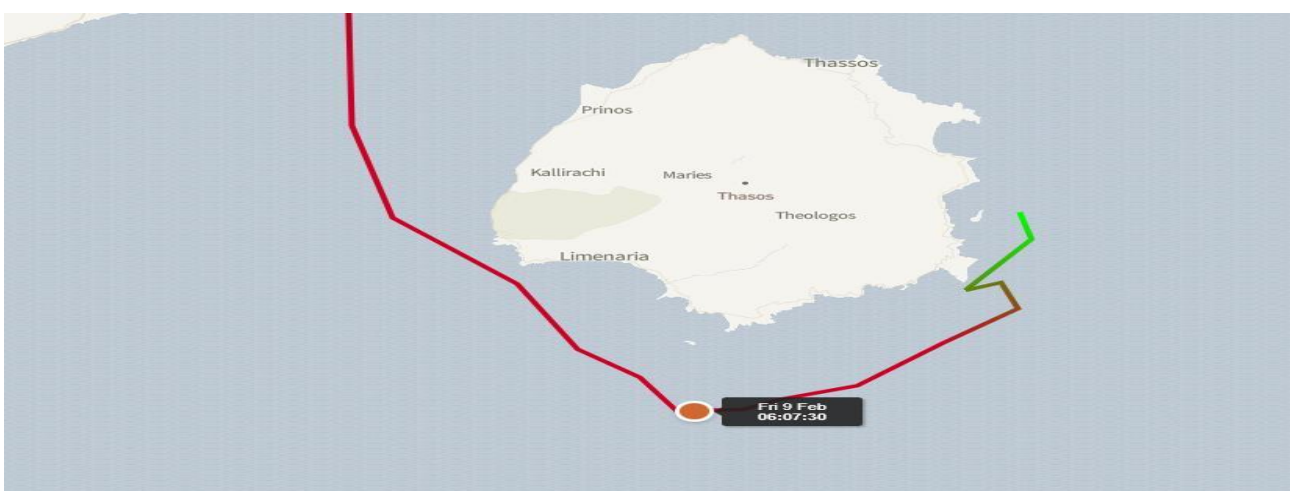 Thassos
Prinos
Kallirachi
Maries
Thasos
Theologos
Limenaria
Fri 9 Feb
06:07:30